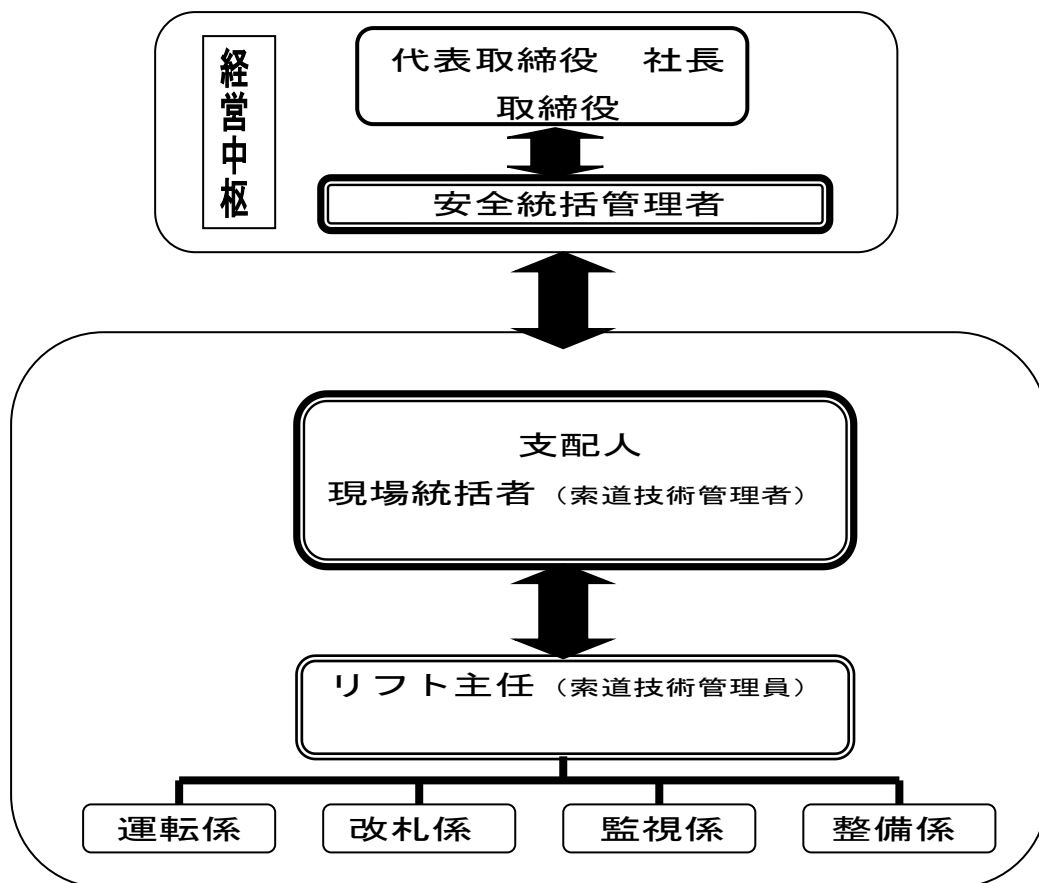 経営中枢
代表取締役 社長
取締役
安全統括管理者
支配人
現場統括者（索道技術管理者）
リフト主任（索道技術管理員）
運転係
改札係
監視係
整備係